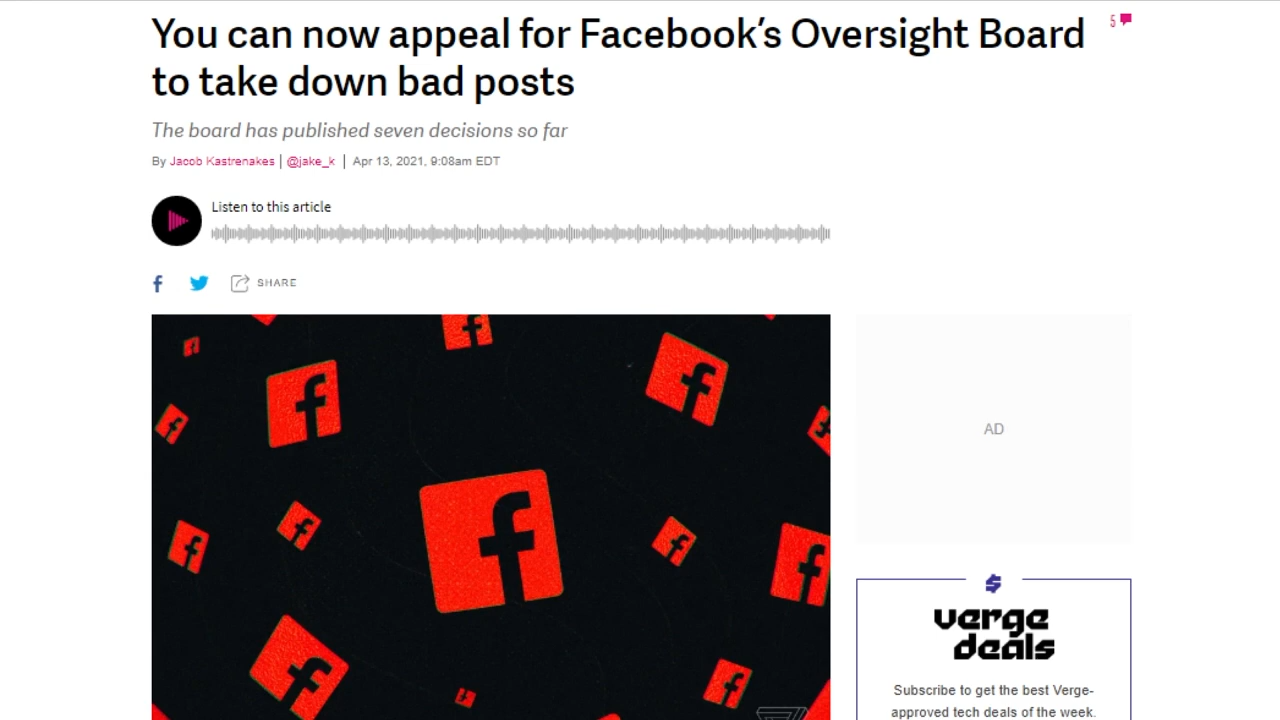 You can now appeal for Facebook’s Oversight Board
to take down bad posts
5
The board has published seven decisions so far
By Jacob Kastrenakes | @jake_k | Apr 13, 2021, 9:08am EDT
Listen to this article
SHARE
AD
verge
deals
Subscribe to get the best Verge-
approved tech deals of the week.